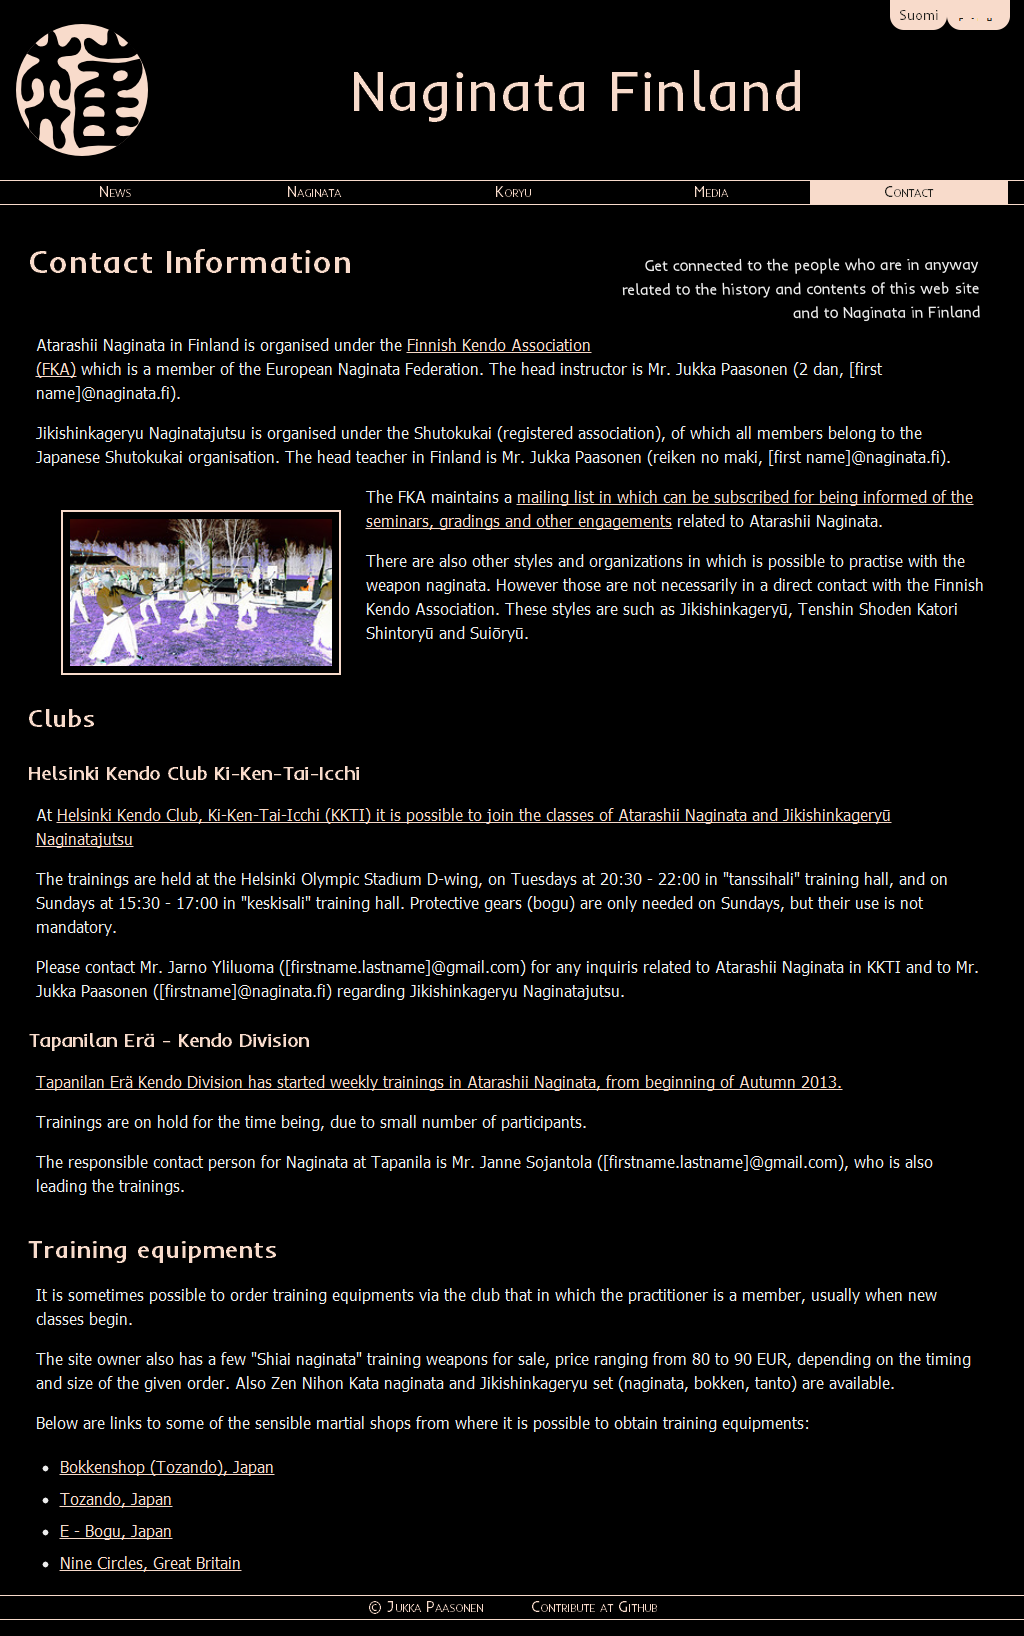 Suomi
Naginata Finland
News
Naginata
Koryu
Media
Contact
Contact Information
Get connected to the people who are in anyway
related to the history and contents of this web site
and to Naginata in Finland
Atarashii Naginata in Finland is organised under the Finnish Kendo Association
(FKA) which is a member of the European Naginata Federation. The head instructor is Mr. Jukka Paasonen (2 dan, [first
name]@naginata.fi).
Jikishinkageryu Naginatajutsu is organised under the Shutokukai (registered association), of which all members belong to the
Japanese Shutokukai organisation. The head teacher in Finland is Mr. Jukka Paasonen (reiken no maki, [first name]@naginata.fi).
The FKA maintains a mailing list in which can be subscribed for being informed of the
seminars, gradings and other engagements related to Atarashii Naginata.
There are also other styles and organizations in which is possible to practise with the
weapon naginata. However those are not necessarily in a direct contact with the Finnish
Kendo Association. These styles are such as Jikishinkageryū, Tenshin Shoden Katori
Shintoryū and Suiōryū.
Clubs
Helsinki Kendo Club Ki-Ken-Tai-Icchi
At Helsinki Kendo Club, Ki-Ken-Tai-Icchi (KKTI) it is possible to join the classes of Atarashii Naginata and Jikishinkageryū
Naginatajutsu
The trainings are held at the Helsinki Olympic Stadium D-wing, on Tuesdays at 20:30 - 22:00 in "tanssihali" training hall, and on
Sundays at 15:30 - 17:00 in "keskisali" training hall. Protective gears (bogu) are only needed on Sundays, but their use is not
mandatory.
Please contact Mr. Jarno Yliluoma ([firstname.lastname]@gmail.com) for any inquiris related to Atarashii Naginata in KKTI and to Mr.
Jukka Paasonen ([firstname]@naginata.fi) regarding Jikishinkageryu Naginatajutsu.
Tapanilan Erä - Kendo Division
Tapanilan Erä Kendo Division has started weekly trainings in Atarashii Naginata, from beginning of Autumn 2013.
Trainings are on hold for the time being, due to small number of participants.
The responsible contact person for Naginata at Tapanila is Mr. Janne Sojantola ([firstname.lastname]@gmail.com), who is also
leading the trainings.
Training equipments
It is sometimes possible to order training equipments via the club that in which the practitioner is a member, usually when new
classes begin.
The site owner also has a few "Shiai naginata" training weapons for sale, price ranging from 80 to 90 EUR, depending on the timing
and size of the given order. Also Zen Nihon Kata naginata and Jikishinkageryu set (naginata, bokken, tanto) are available.
Below are links to some of the sensible martial shops from where it is possible to obtain training equipments:
• Bokkenshop (Tozando), Japan
• Tozando, Japan
• E - Bogu, Japan
• Nine Circles, Great Britain
© Jukka Paasonen
Contribute at Github